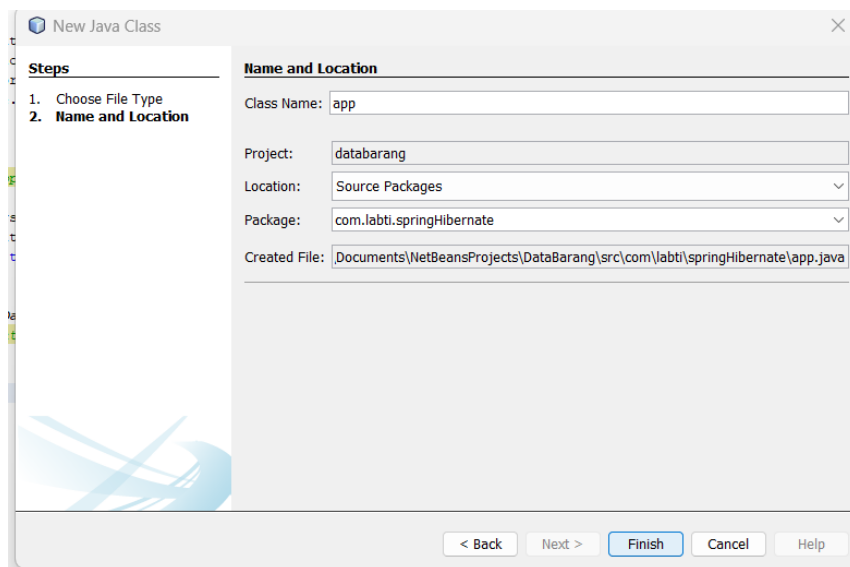 New Java Class
Steps
1. Choose File Type
2. Name and Location
Name and Location
Class Name: app
Project: databarang
Location: Source Packages
Package: com.labti.springHibernate
Created File: Documents\NetBeansProjects\DataBarang\src\com\labti\springHibernate\app.java
< Back Next > Finish Cancel Help